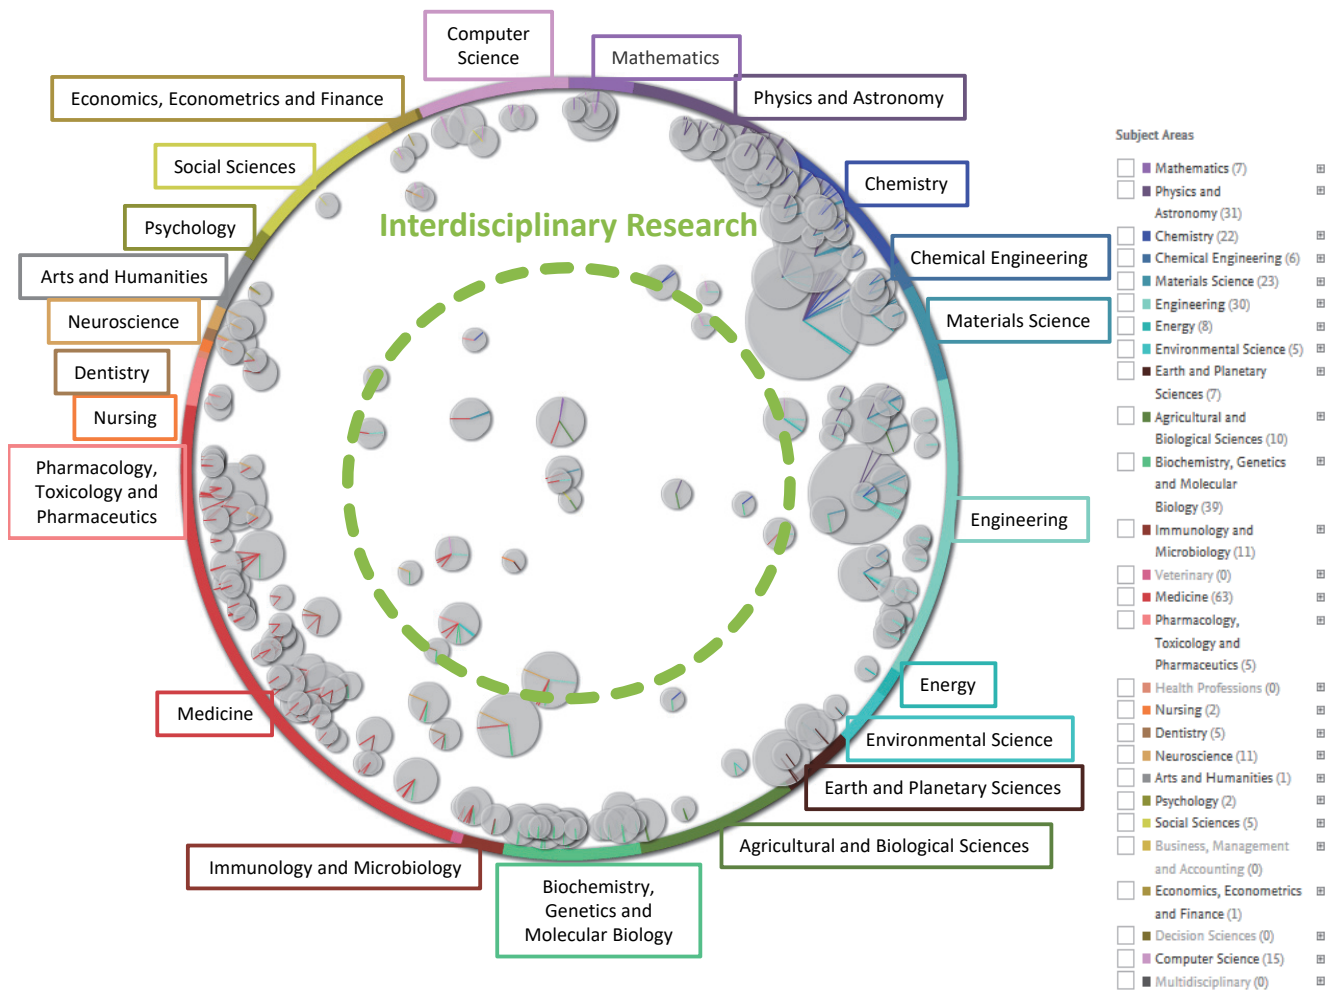 Computer
Science
Mathematics
Economics, Econometrics and Finance
Physics and Astronomy
Social Sciences
Chemistry
Psychology
Interdisciplinary Research
Arts and Humanities
Chemical Engineering
Neuroscience
Materials Science
Dentistry
Nursing
Pharmacology,
Toxicology and
Pharmaceutics
Engineering
Medicine
Energy
Environmental Science
Earth and Planetary Sciences
Agricultural and Biological Sciences
Immunology and Microbiology
Biochemistry,
Genetics and
Molecular Biology
Subject Areas
Mathematics (7)
Physics and
Astronomy (31)
Chemistry (22)
Chemical Engineering (6)
Materials Science (23)
Engineering (30)
Energy (8)
Environmental Science (5)
Earth and Planetary
Sciences (7)
Agricultural and
Biological Sciences (10)
Biochemistry, Genetics
and Molecular
Biology (39)
Immunology and
Microbiology (11)
Veterinary (0)
Medicine (63)
Pharmacology,
Toxicology and
Pharmaceutics (5)
Health Professions (0)
Nursing (2)
Dentistry (5)
Neuroscience (11)
Arts and Humanities (1)
Psychology (2)
Social Sciences (5)
Business, Management
and Accounting (0)
Economics, Econometrics
and Finance (1)
Decision Sciences (0)
Computer Science (15)
Multidisciplinary (0)